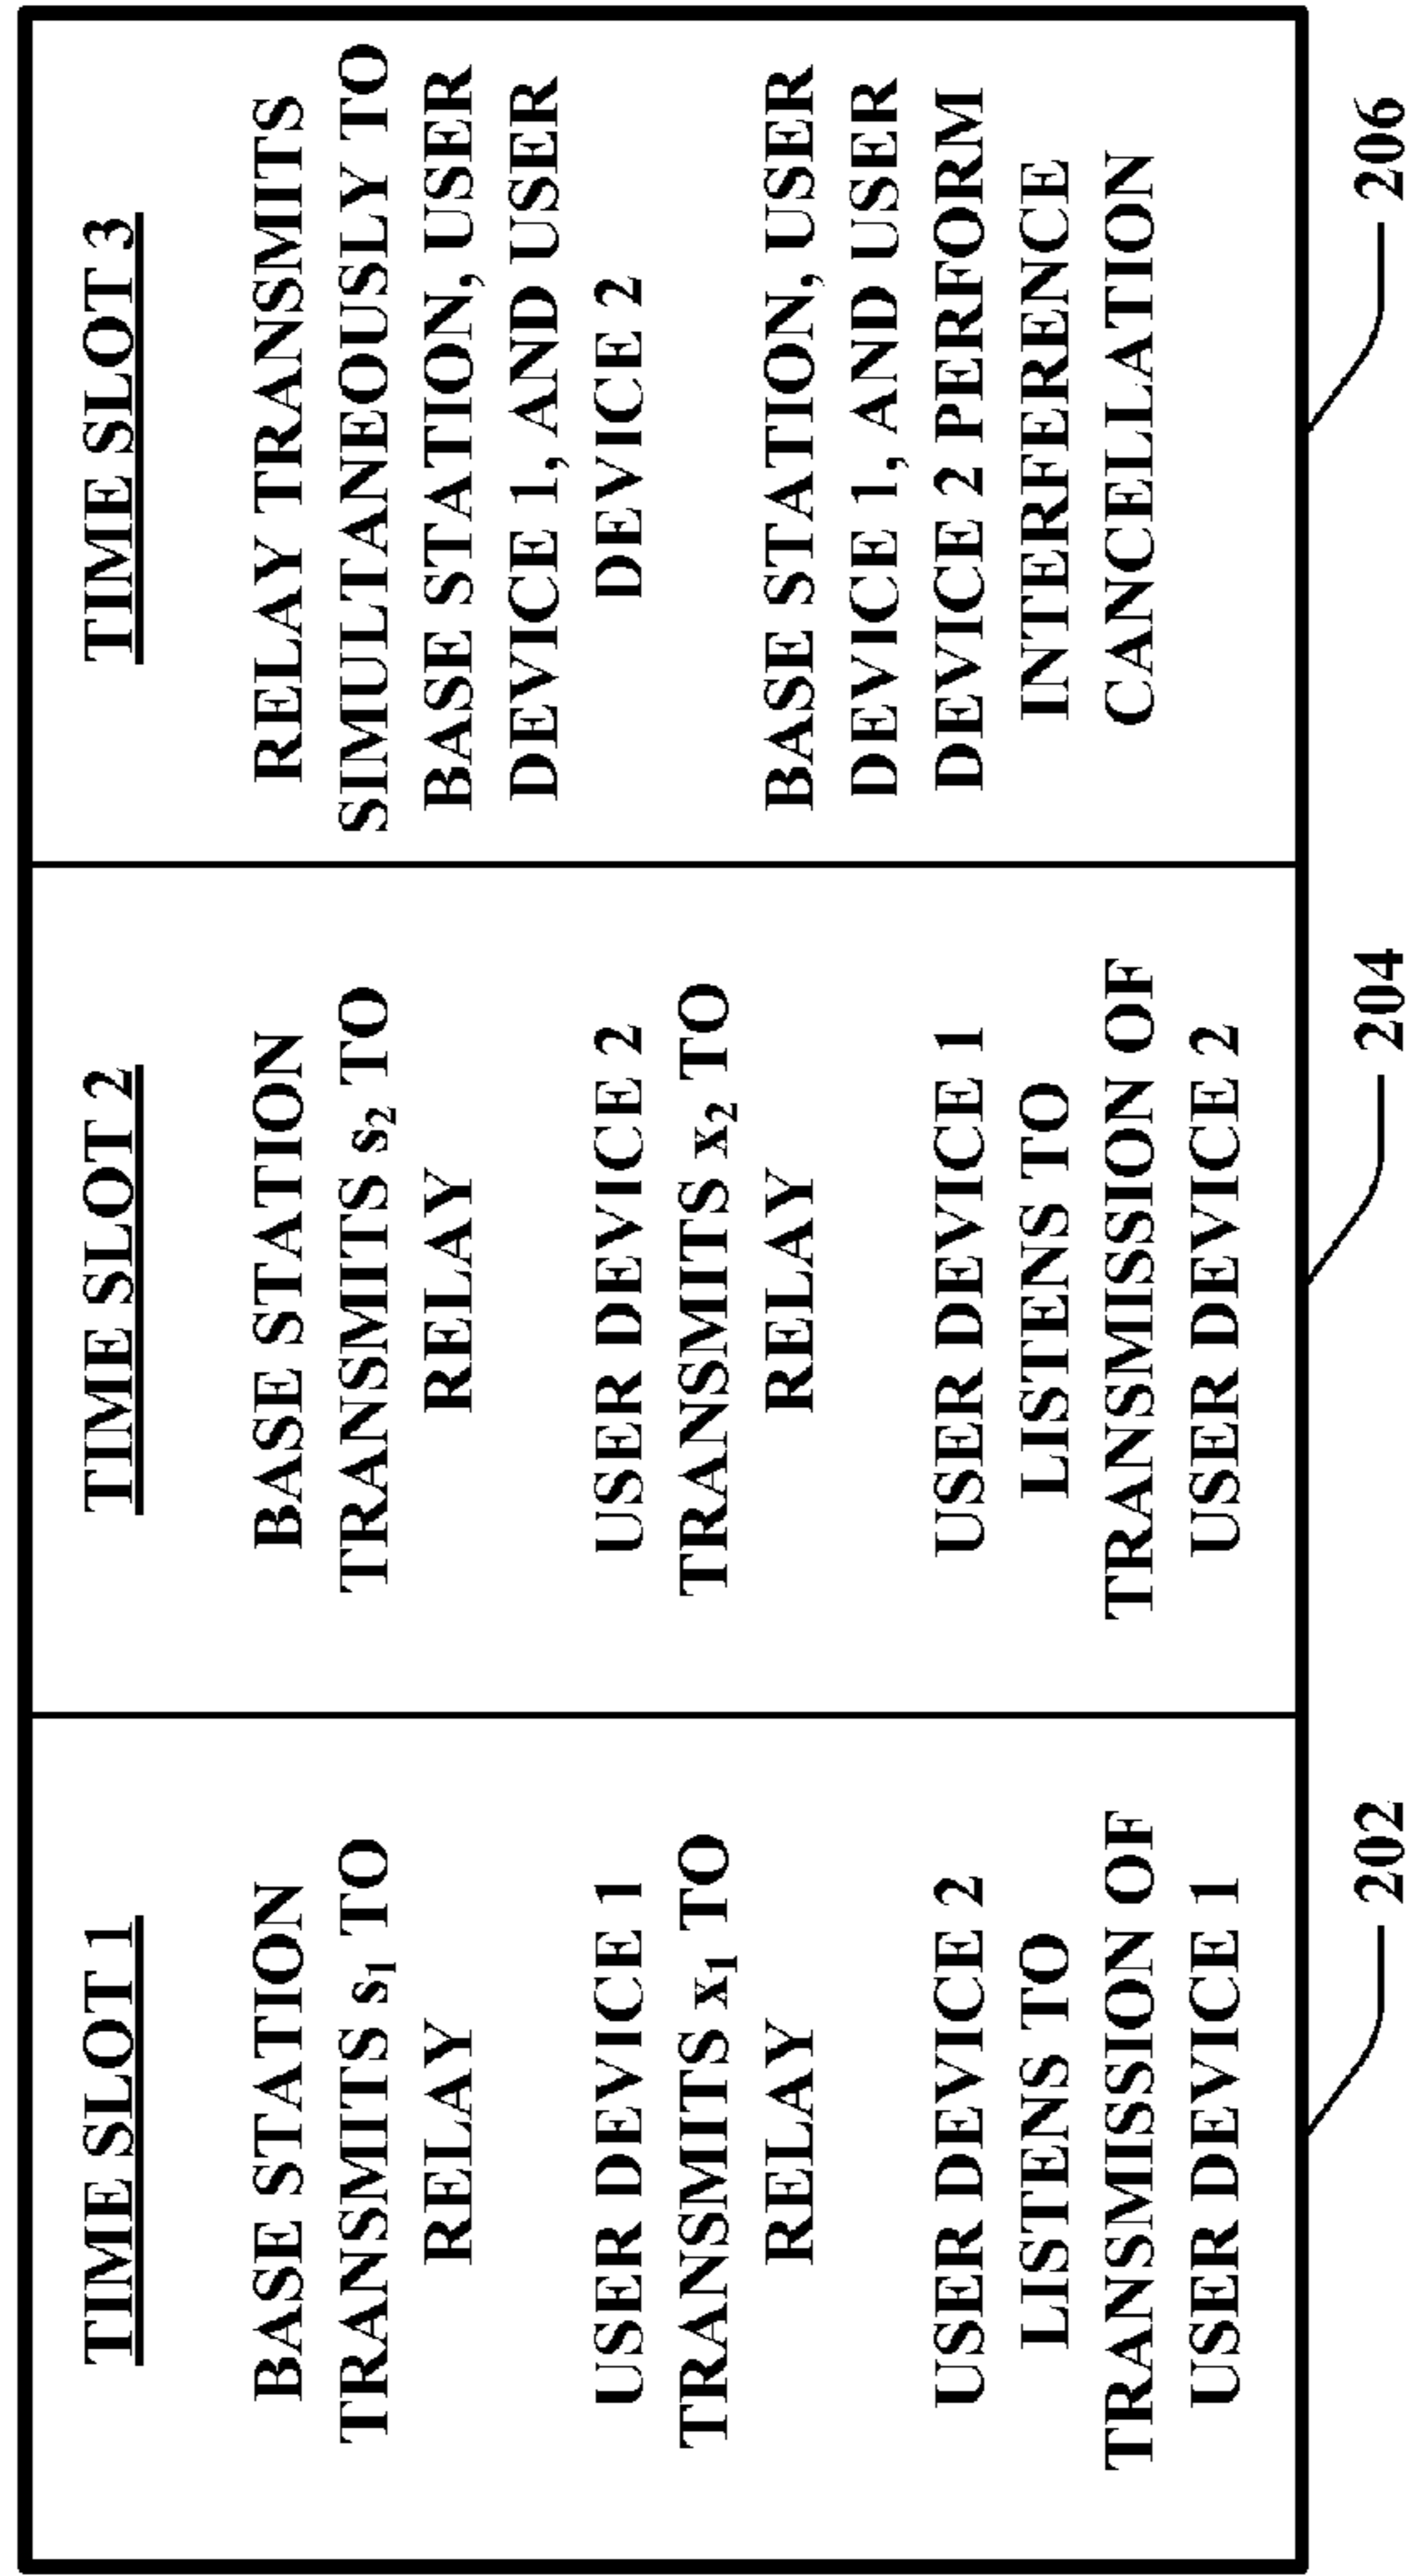 TIME SLOT 1
BASE STATION
TRANSMITS s₁ TO
RELAY
USER DEVICE 1
TRANSMITS x₁ TO
RELAY
USER DEVICE 2
LISTENS TO
TRANSMISSION OF
USER DEVICE 1
202
TIME SLOT 2
BASE STATION
TRANSMITS s₂ TO
RELAY
USER DEVICE 2
TRANSMITS x₂ TO
RELAY
USER DEVICE 1
LISTENS TO
TRANSMISSION OF
USER DEVICE 2
204
TIME SLOT 3
RELAY TRANSMITS
SIMULTANEOUSLY TO
BASE STATION, USER
DEVICE 1, AND USER
DEVICE 2
BASE STATION, USER
DEVICE 1, AND USER
DEVICE 2 PERFORM
INTERFERENCE
CANCELLATION
206